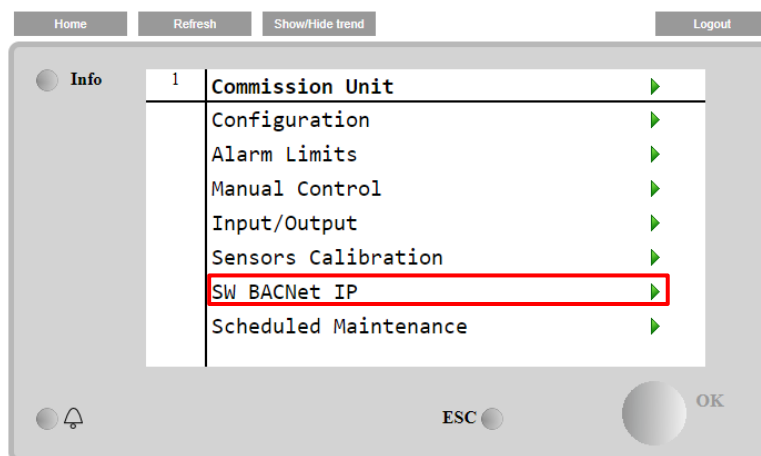 Home Refresh Show/Hide trend Logout
Info
1 Commission Unit
Configuration
Alarm Limits
Manual Control
Input/Output
Sensors Calibration
SW BACNet IP
Scheduled Maintenance
ESC OK